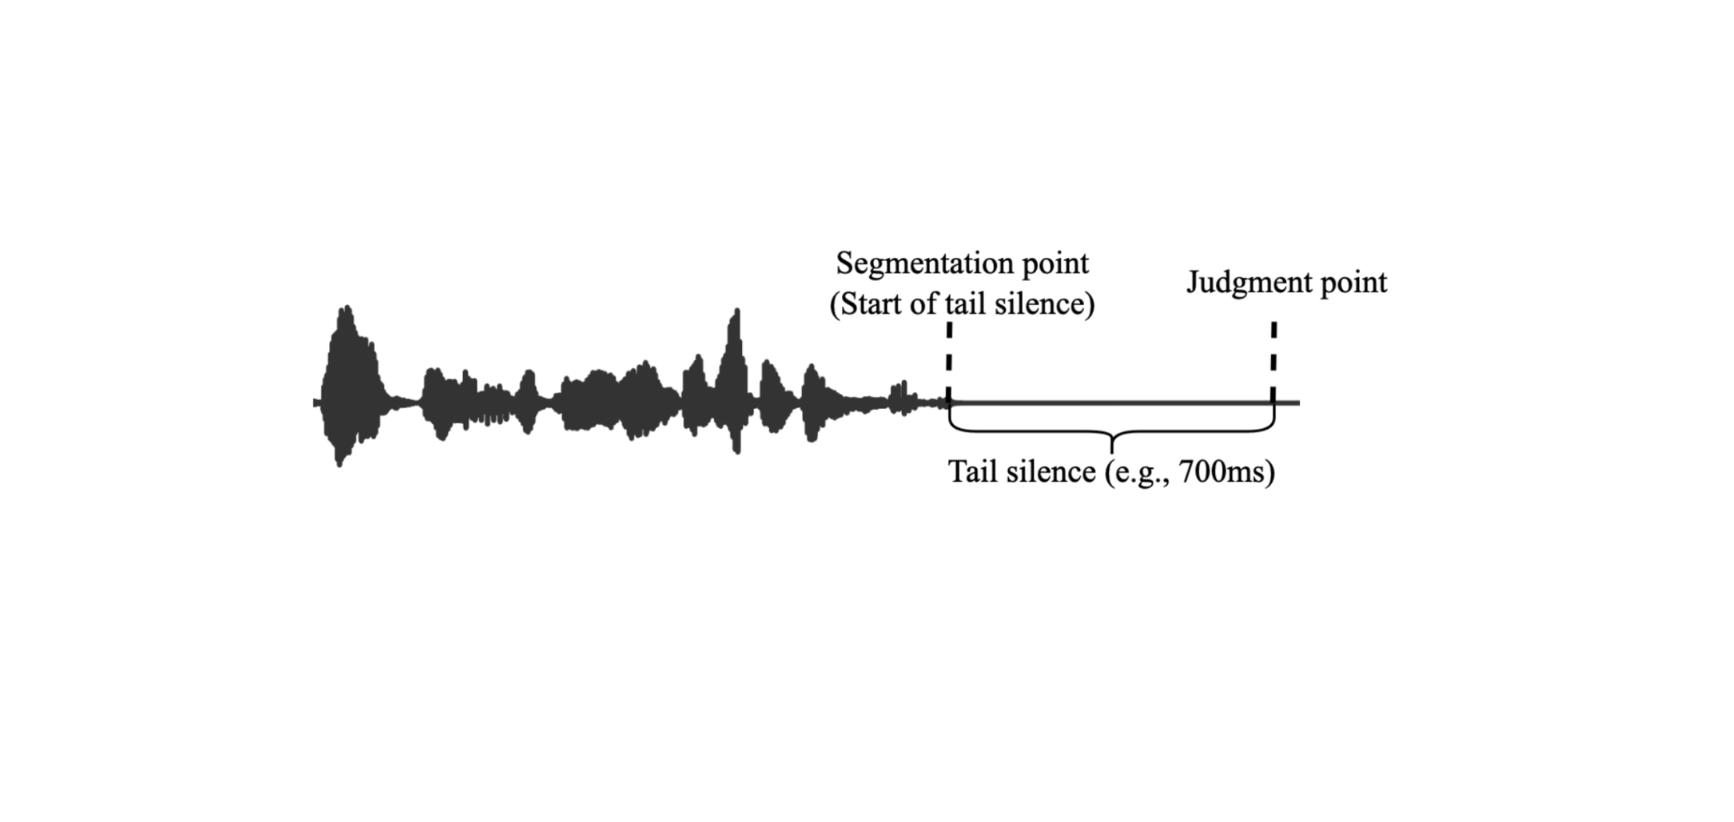 Segmentation point
(Start of tail silence)
Judgment point
Tail silence (e.g., 700ms)